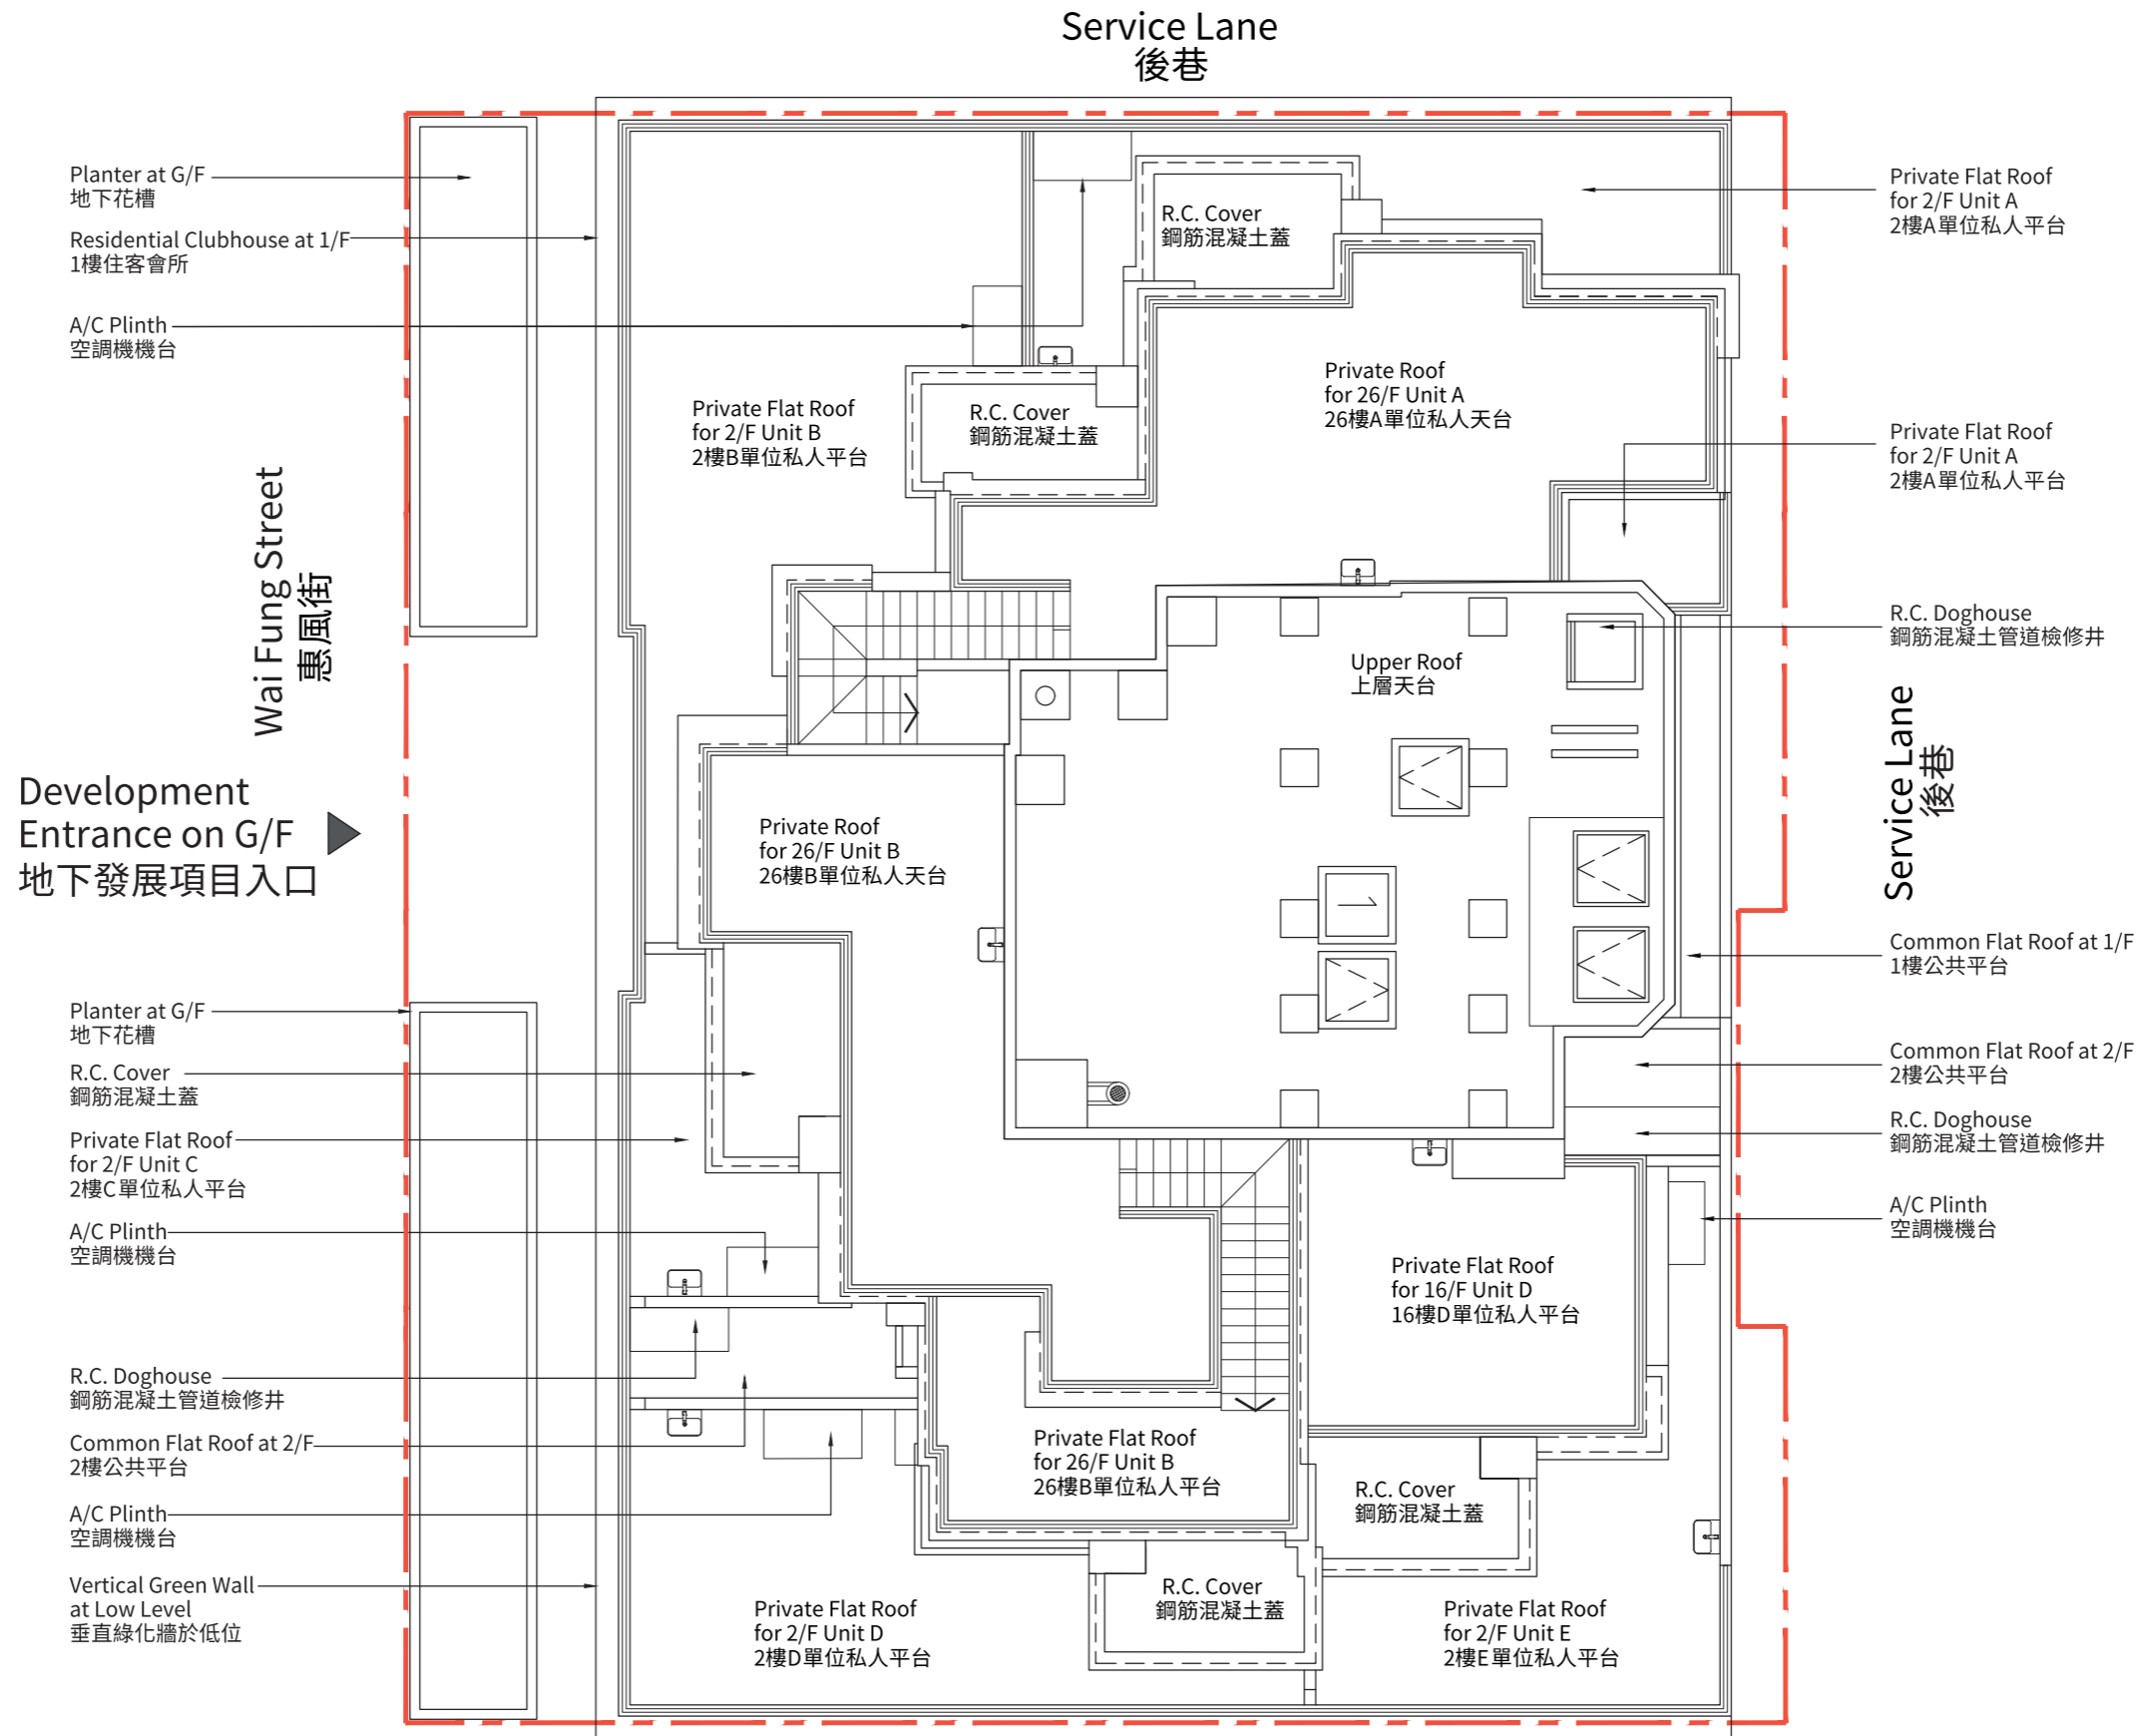 Service Lane
後巷
Planter at G/F
地下花槽
Residential Clubhouse at 1/F
1樓住客會所
A/C Plinth
空調機機台
Wai Fung Street
惠風街
Development
Entrance on G/F
地下發展項目入口
Planter at G/F
地下花槽
R.C. Cover
鋼筋混凝土蓋
Private Flat Roof
for 2/F Unit C
2樓C單位私人平台
A/C Plinth
空調機機台
R.C. Doghouse
鋼筋混凝土管道檢修井
Common Flat Roof at 2/F
2樓公共平台
A/C Plinth
空調機機台
Vertical Green Wall
at Low Level
垂直綠化牆於低位
R.C. Cover
鋼筋混凝土蓋
Private Roof
for 26/F Unit A
26樓A單位私人天台
Private Flat Roof
for 2/F Unit B
2樓B單位私人平台
R.C. Cover
鋼筋混凝土蓋
Upper Roof
上層天台
Private Roof
for 26/F Unit B
26樓B單位私人天台
Private Flat Roof
for 16/F Unit D
16樓D單位私人平台
Private Flat Roof
for 26/F Unit B
26樓B單位私人平台
R.C. Cover
鋼筋混凝土蓋
R.C. Cover
鋼筋混凝土蓋
Private Flat Roof
for 2/F Unit D
2樓D單位私人平台
Private Flat Roof
for 2/F Unit E
2樓E單位私人平台
Private Flat Roof
for 2/F Unit A
2樓A單位私人平台
Private Flat Roof
for 2/F Unit A
2樓A單位私人平台
R.C. Doghouse
鋼筋混凝土管道檢修井
Service Lane
後巷
Common Flat Roof at 1/F
1樓公共平台
Common Flat Roof at 2/F
2樓公共平台
R.C. Doghouse
鋼筋混凝土管道檢修井
A/C Plinth
空調機機台